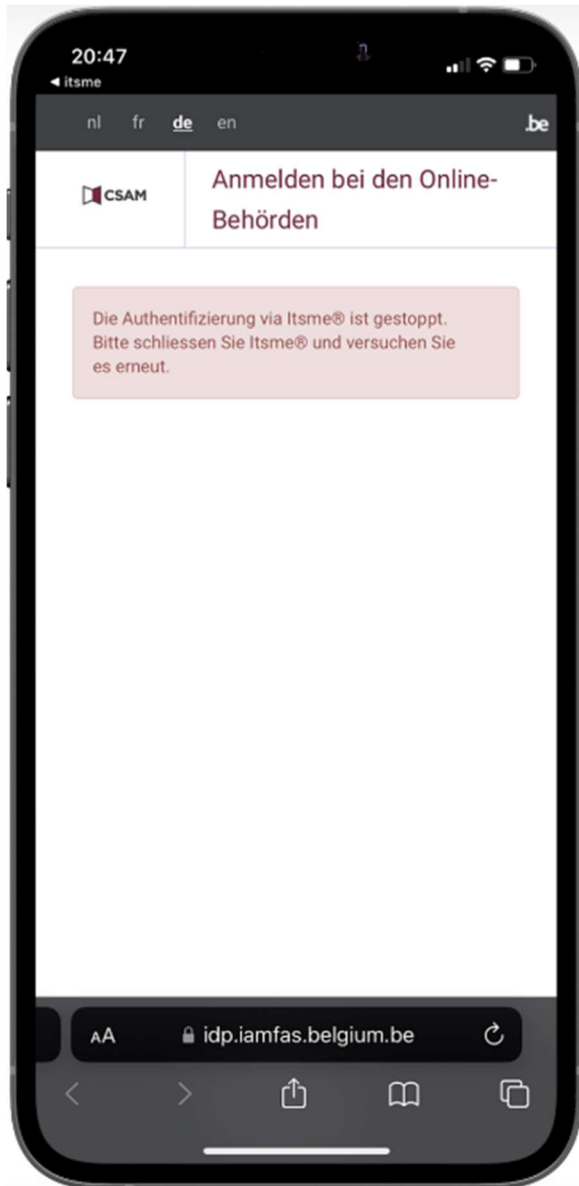 20:47
◀ itsme
nl fr de en .be
CSAM
Anmelden bei den Online-
Behörden
Die Authentifizierung via Itsme® ist gestoppt.
Bitte schliessen Sie Itsme® und versuchen Sie
es erneut.
AA idp.iamfas.belgium.be